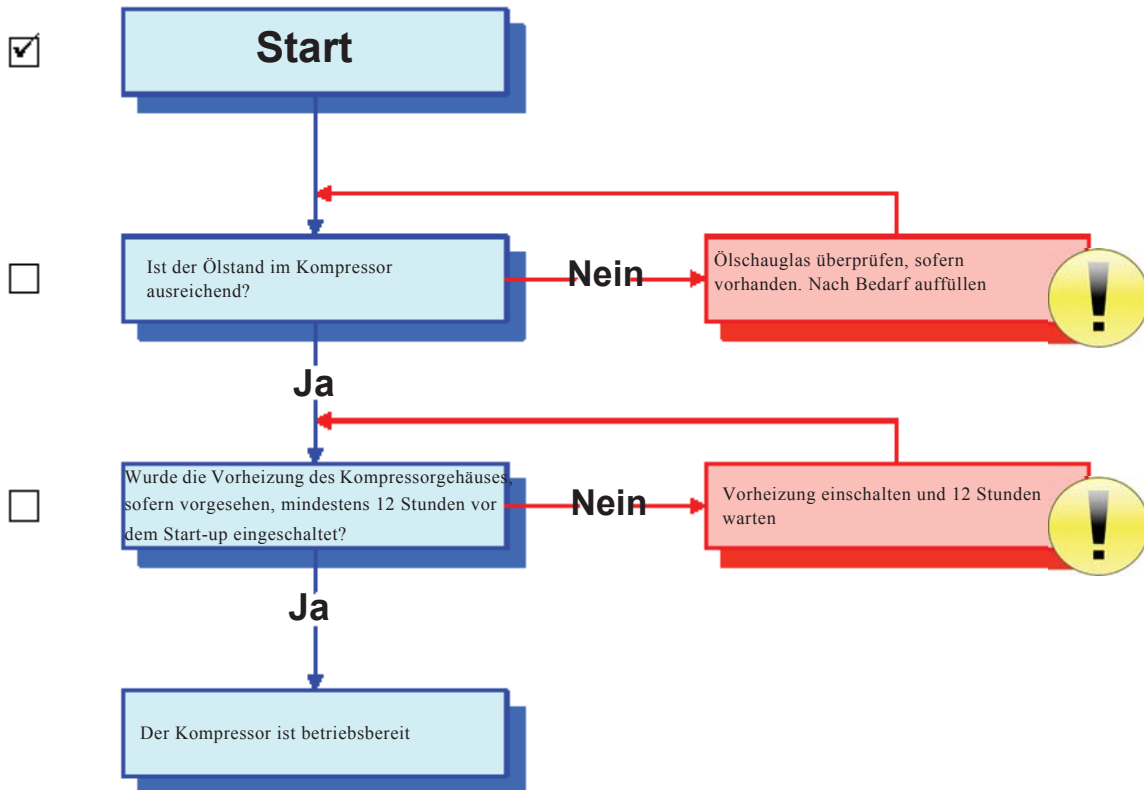 Start
Ist der Ölstand im Kompressor
ausreichend?
Nein
Ölschauglas überprüfen, sofern
vorhanden. Nach Bedarf auffüllen
!
Ja
Wurde die Vorheizung des Kompressorgehäuses,
sofern vorgesehen, mindestens 12 Stunden vor
dem Start-up eingeschaltet?
Nein
Vorheizung einschalten und 12 Stunden
warten
!
Ja
Der Kompressor ist betriebsbereit